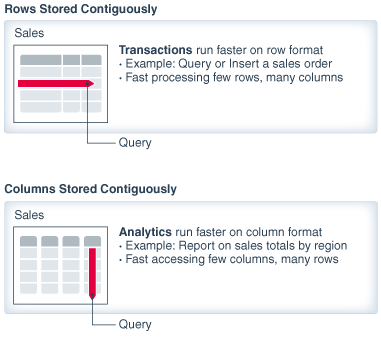 Rows Stored Contiguously
Sales
Transactions run faster on row format
• Example: Query or Insert a sales order
• Fast processing few rows, many columns
Query
Columns Stored Contiguously
Sales
Analytics run faster on column format
• Example: Report on sales totals by region
• Fast accessing few columns, many rows
Query